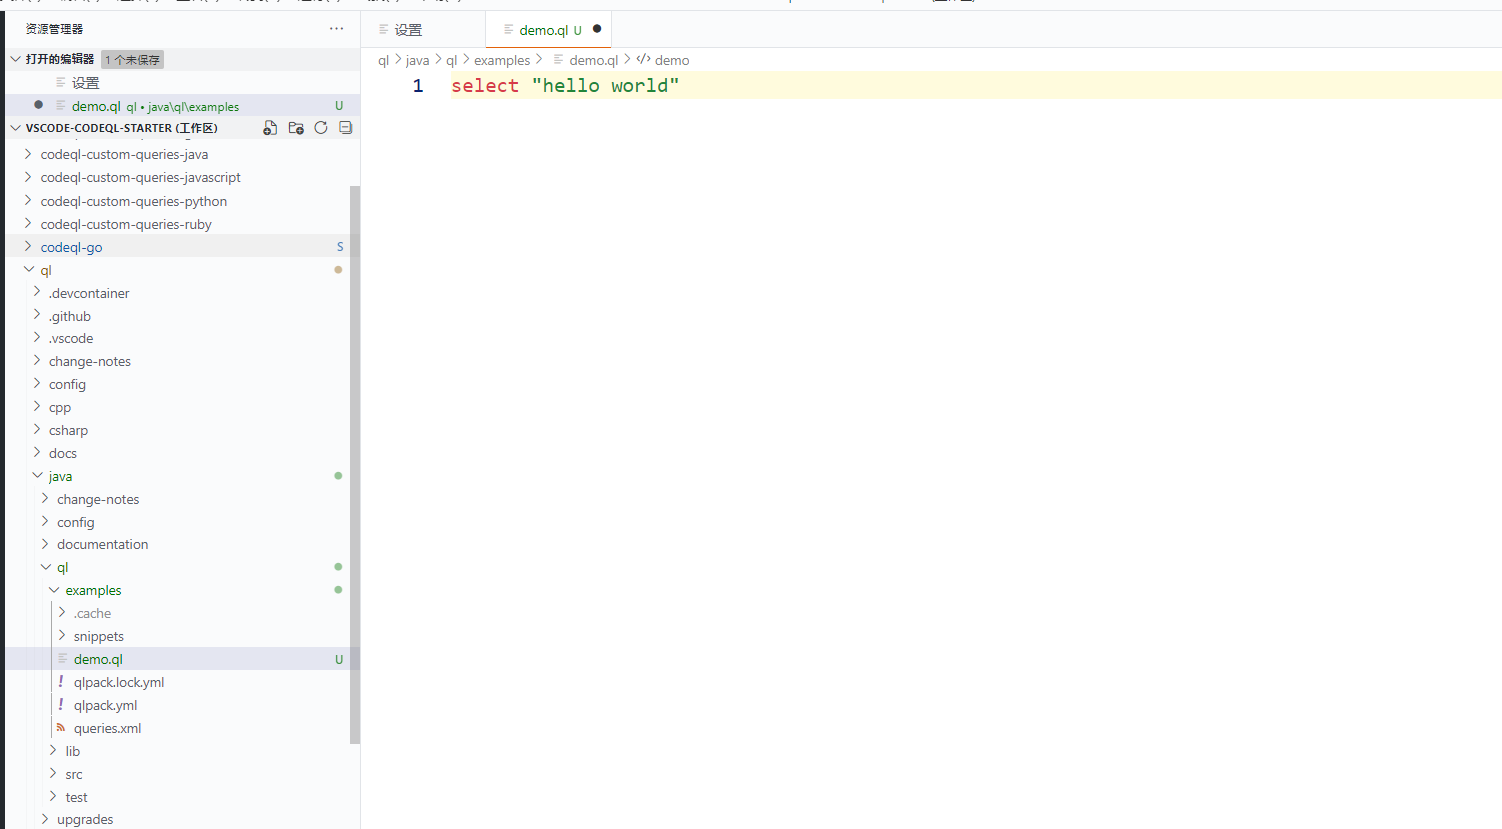 资源管理器
打开的编辑器 1 个未保存
设置
demo.ql ql • java\ql\examples U
VSCODE-CODEQL-STARTER (工作区)
codeql-custom-queries-java
codeql-custom-queries-javascript
codeql-custom-queries-python
codeql-custom-queries-ruby
codeql-go S
ql
.devcontainer
.github
.vscode
change-notes
config
cpp
csharp
docs
java
change-notes
config
documentation
ql
examples
.cache
snippets
demo.ql U
qlpack.lock.yml
qlpack.yml
queries.xml
lib
src
test
upgrades
设置
demo.ql U
ql > java > ql > examples > demo.ql > demo
1 select "hello world"